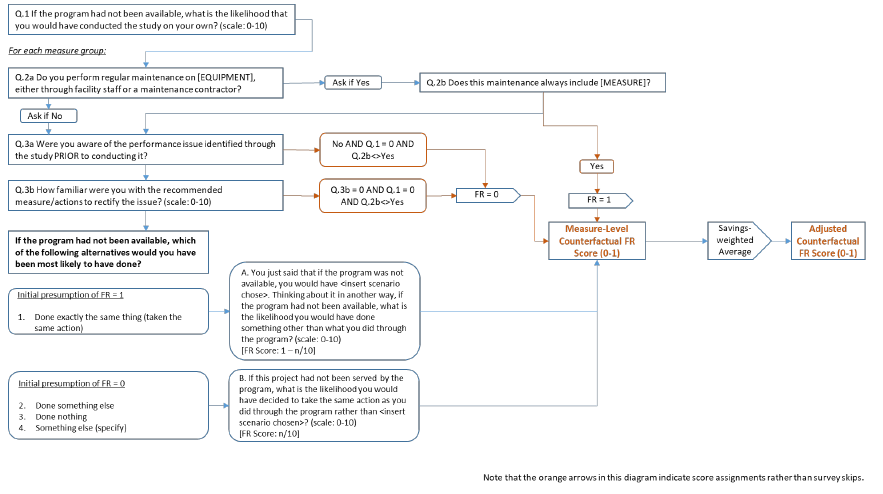 Q.1 If the program had not been available, what is the likelihood that
you would have conducted the study on your own? (scale: 0-10)
For each measure group:
Q.2a Do you perform regular maintenance on [EQUIPMENT],
either through facility staff or a maintenance contractor?
Ask if Yes
Q.2b Does this maintenance always include [MEASURE]?
Ask if No
Q.3a Were you aware of the performance issue identified through
the study PRIOR to conducting it?
No AND Q.1 = 0 AND
Q.2b<>Yes
Yes
Q.3b How familiar were you with the recommended
measure/actions to rectify the issue? (scale: 0-10)
Q.3b = 0 AND Q.1 = 0
AND Q.2b<>Yes
FR = 0
FR = 1
If the program had not been available, which
of the following alternatives would you have
been most likely to have done?
Measure-Level
Counterfactual FR
Score (0-1)
Savings-
weighted
Average
Adjusted
Counterfactual
FR Score (0-1)
Initial presumption of FR = 1
1. Done exactly the same thing (taken the
same action)
A. You just said that if the program was not
available, you would have <insert scenario
chose>. Thinking about it in another way, if
the program had not been available, what is
the likelihood you would have done
something other than what you did through
the program? (scale: 0-10)
[FR Score: 1 – n/10]
Initial presumption of FR = 0
2. Done something else
3. Done nothing
4. Something else (specify)
B. If this project had not been served by the
program, what is the likelihood you would
have decided to take the same action as you
did through the program rather than <insert
scenario chosen>? (scale: 0-10)
[FR Score: n/10]
Note that the orange arrows in this diagram indicate score assignments rather than survey skips.